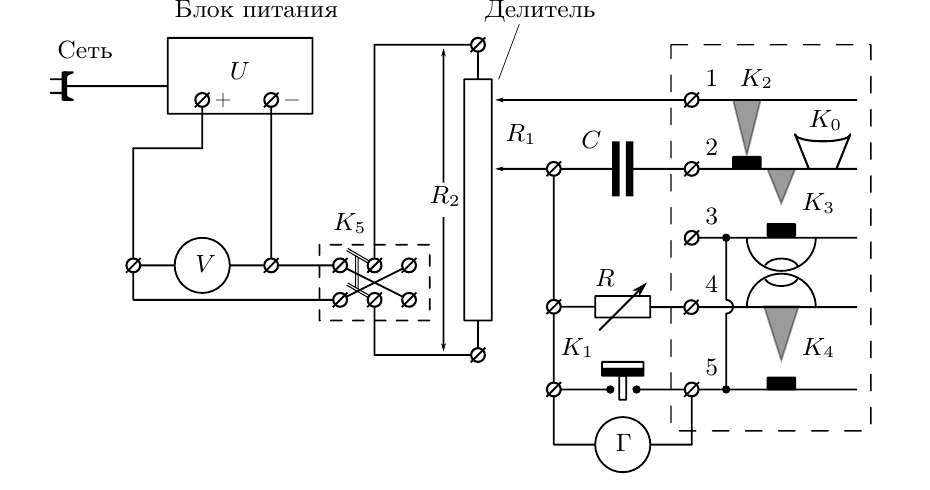 Блок питания
Делитель
Сеть
U
+
−
1
K2
K0
R1
C
2
R2
K3
K5
3
V
R
4
K1
K4
5
Г